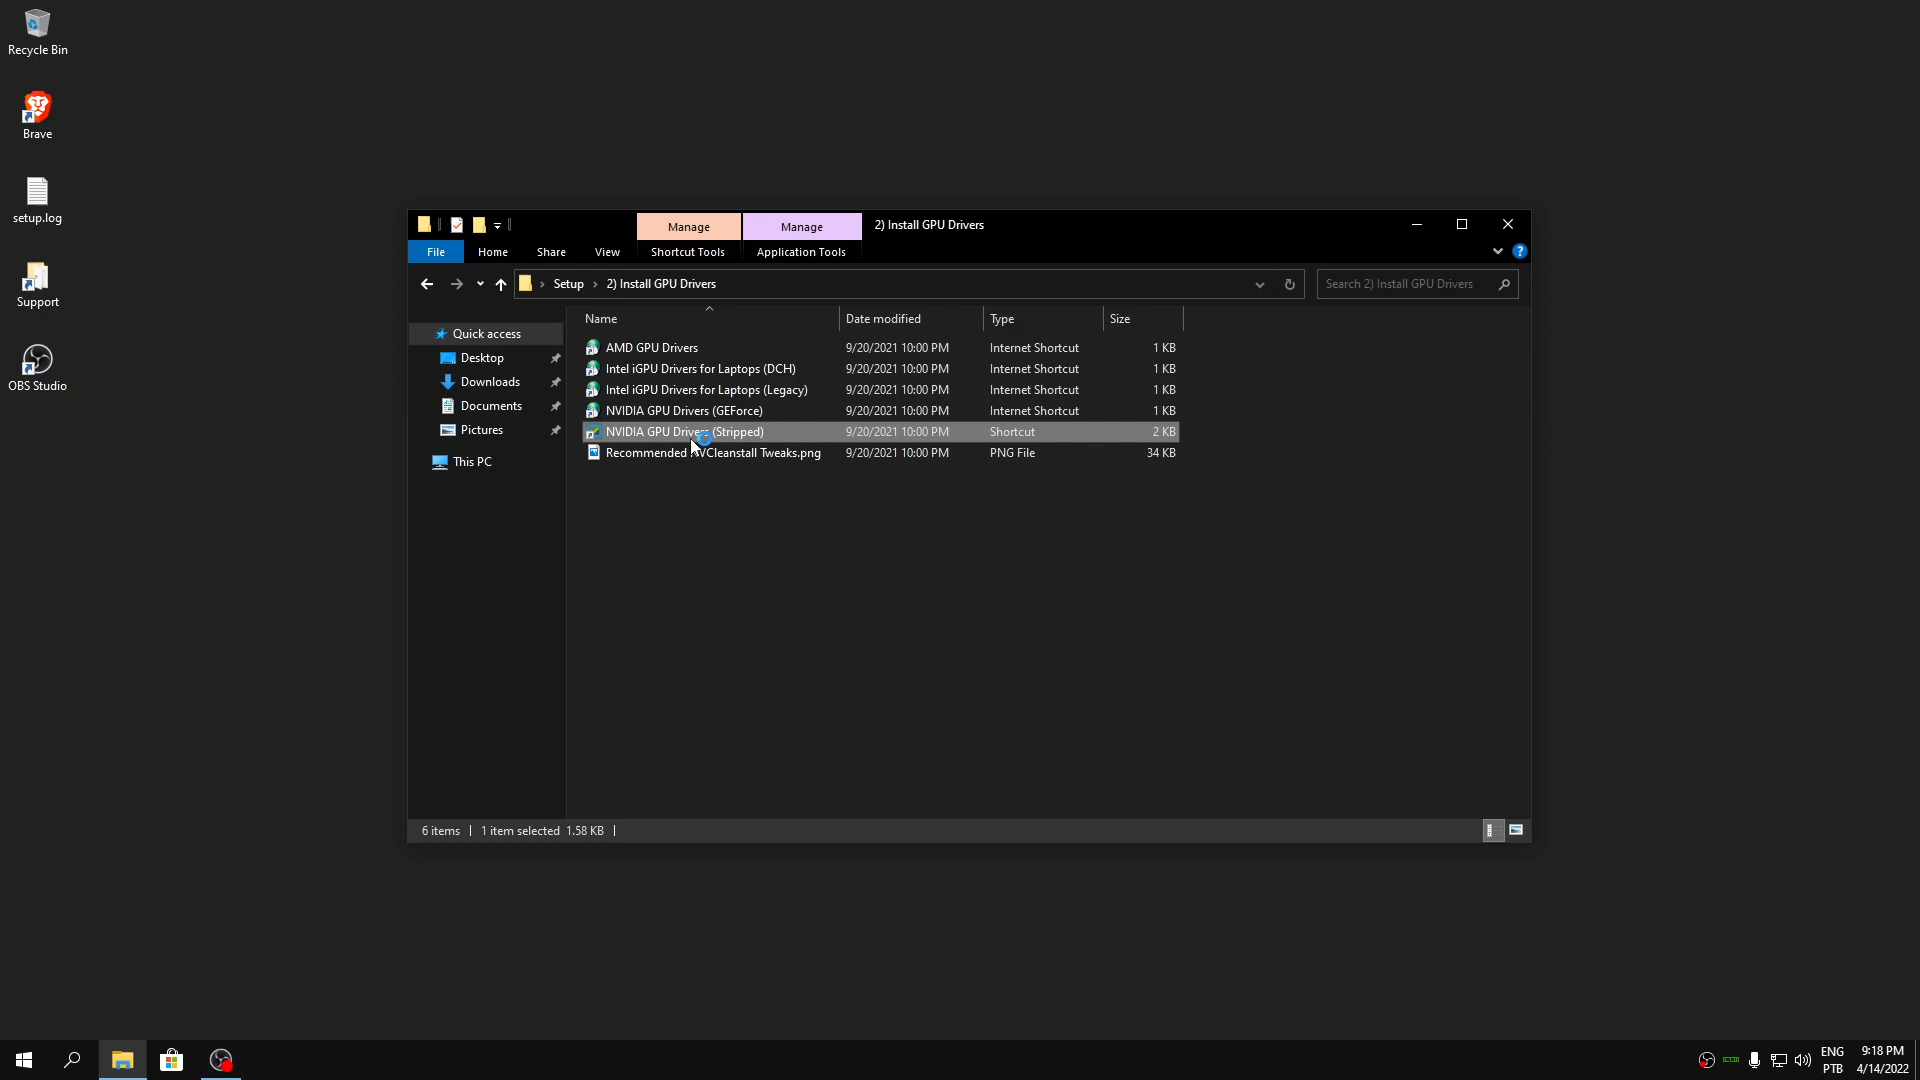 Recycle Bin
Brave
setup.log
Support
OBS Studio
Manage Manage 2) Install GPU Drivers
File Home Share View Shortcut Tools Application Tools
Setup 2) Install GPU Drivers Search 2) Install GPU Drivers
Quick access
Desktop
Downloads
Documents
Pictures
This PC
Name Date modified Type Size
AMD GPU Drivers 9/20/2021 10:00 PM Internet Shortcut 1 KB
Intel iGPU Drivers for Laptops (DCH) 9/20/2021 10:00 PM Internet Shortcut 1 KB
Intel iGPU Drivers for Laptops (Legacy) 9/20/2021 10:00 PM Internet Shortcut 1 KB
NVIDIA GPU Drivers (GEForce) 9/20/2021 10:00 PM Internet Shortcut 1 KB
NVIDIA GPU Drivers (Stripped) 9/20/2021 10:00 PM Shortcut 2 KB
Recommended NVCleanstall Tweaks.png 9/20/2021 10:00 PM PNG File 34 KB
6 items 1 item selected 1.58 KB
ENG
PTB
9:18 PM
4/14/2022